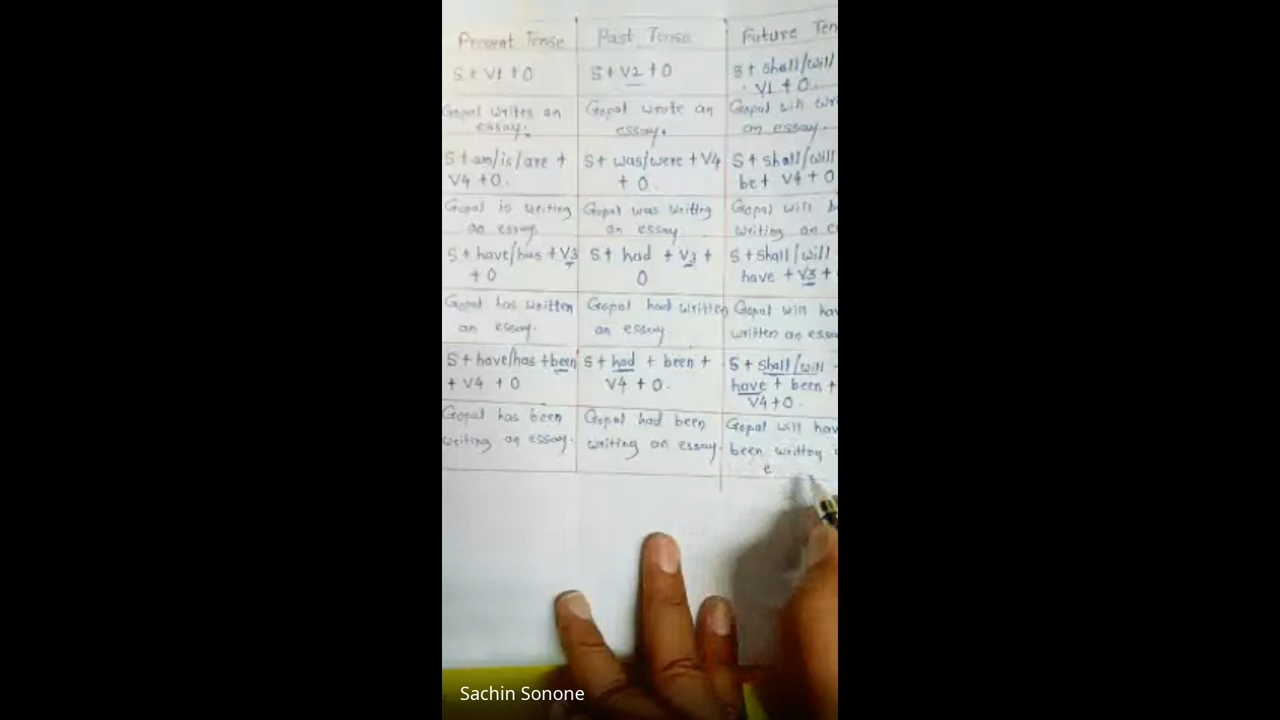 Present Tense
Past Tense
Future Ten
S + V1 + O
S + V2 + O
S + shall/will
V1 + O.
Gopal writes an
essay.
Gopal wrote an
essay.
Gopal will wr
an essay.
S + am/is/are +
V4 + O.
S + was/were + V4
+ O.
S + shall/will
be + V4 + O
Gopal is writing
an essay.
Gopal was writing
an essay.
Gopal will b
writing an e
S + have/has + V3
+ O
S + had + V3 +
O
S + shall/will
have + V3 +
Gopal has written
an essay.
Gopal had written
an essay.
Gopal will hav
written an essa
S + have/has + been
+ V4 + O
S + had + been +
V4 + O.
S + shall/will
have + been +
V4 + O.
Gopal has been
writing an essay.
Gopal had been
writing an essay.
Gopal will hav
been writing
e
Sachin Sonone